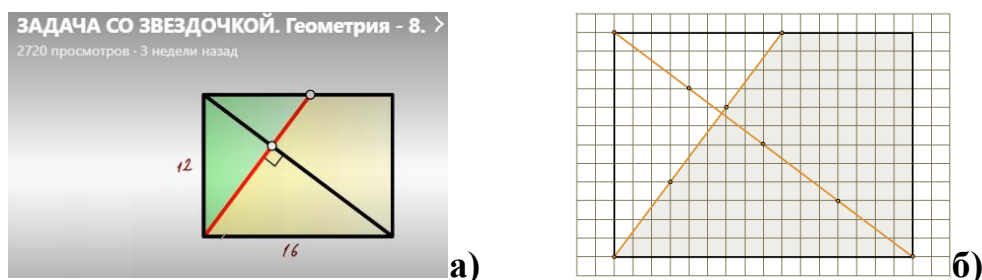 ЗАДАЧА СО ЗВЕЗДОЧКОЙ. Геометрия - 8.
2720 просмотров · 3 недели назад
12
16
а)
б)